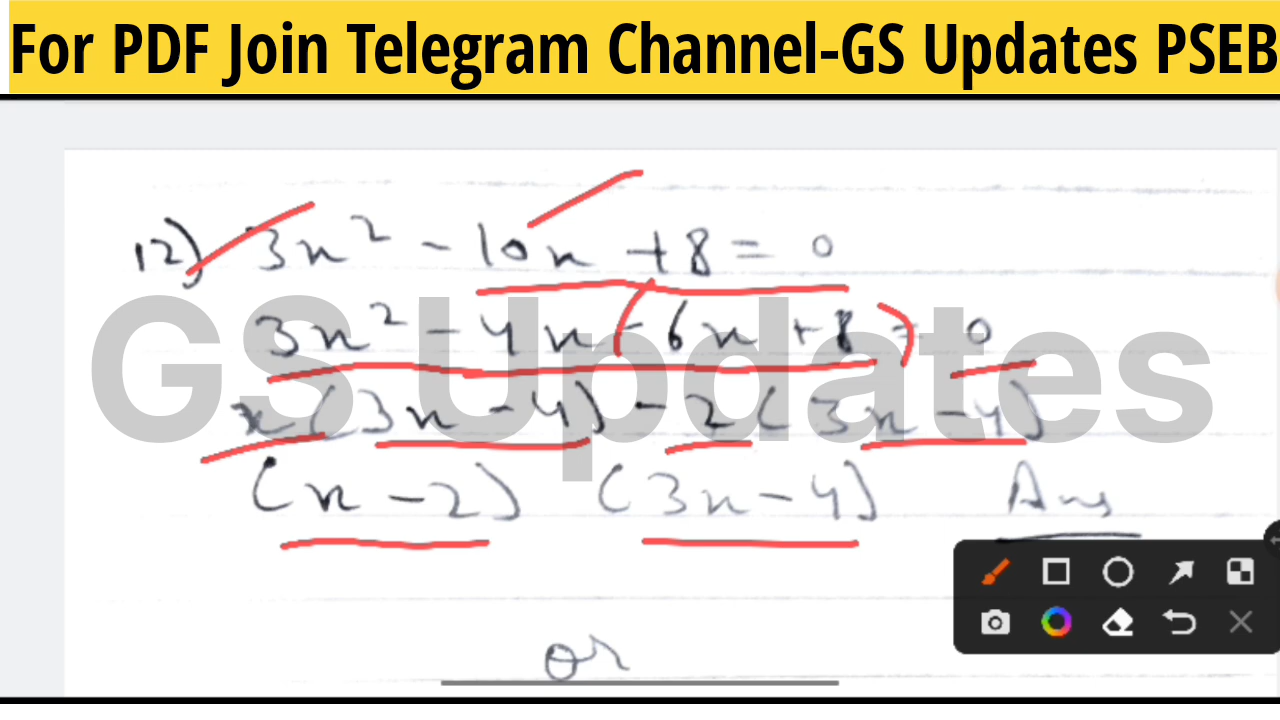 For PDF Join Telegram Channel-GS Updates PSEB
12) 3x² - 10x + 8 = 0
3x² - 4x - 6x + 8 = 0
x(3x - 4) - 2(3x - 4)
(x - 2) (3x - 4) Ans
or
GS Updates